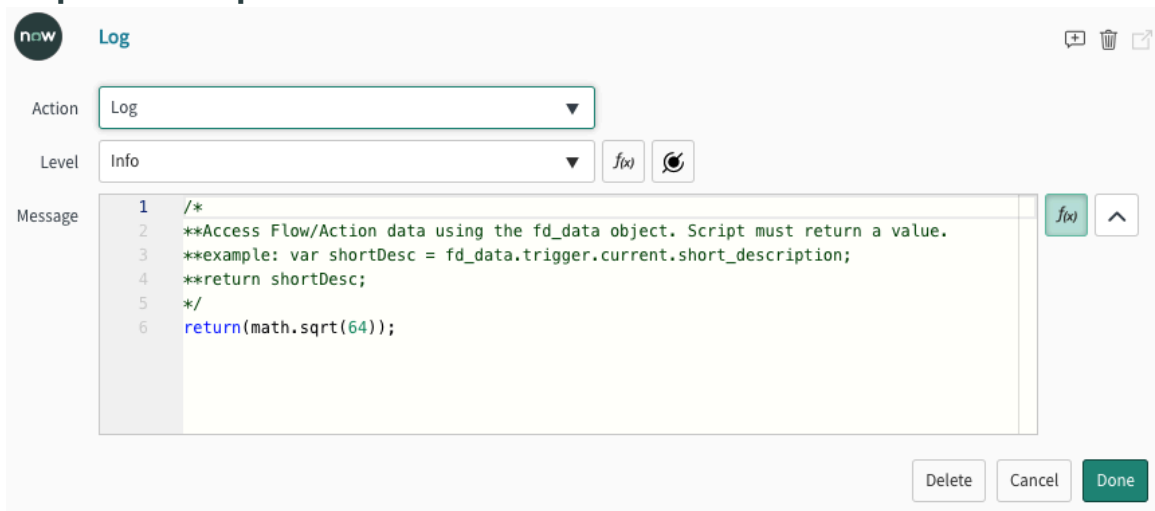 now
Log
Action
Log
Level
Info
f(x)
Message
1 /*
2 **Access Flow/Action data using the fd_data object. Script must return a value.
3 **example: var shortDesc = fd_data.trigger.current.short_description;
4 **return shortDesc;
5 */
6 return(math.sqrt(64));
f(x)
Delete
Cancel
Done